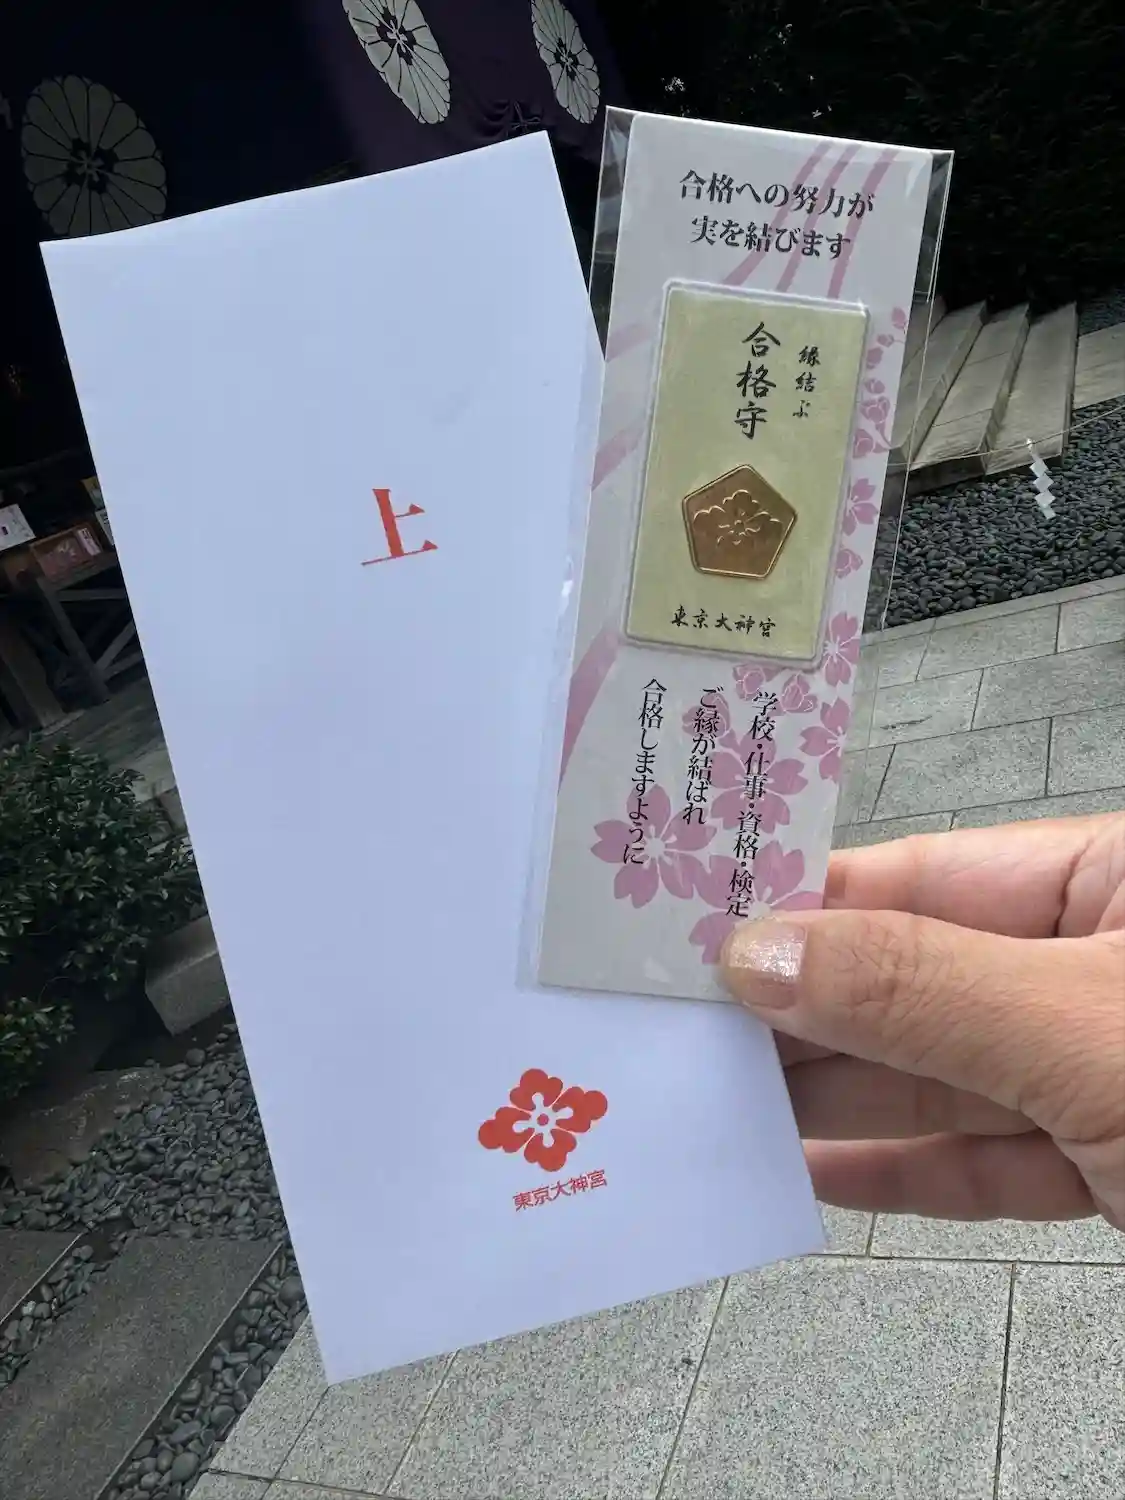 上
東京大神宮
合格への努力が
実を結びます
縁結ぶ
合格守
東京大神宮
学校・仕事・資格・検定
ご縁が結ばれ
合格しますように